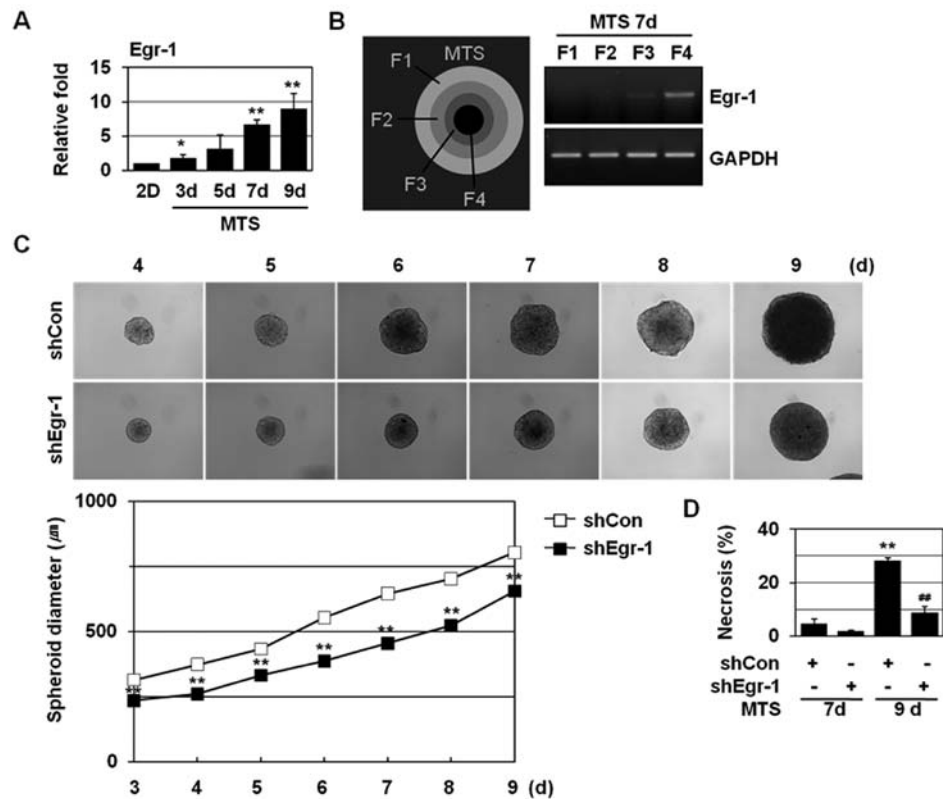 A
Egr-1
Relative fold
15
10
5
0
*
**
**
2D 3d 5d 7d 9d
MTS
B
MTS
F1
F2
F3
F4
MTS 7d
F1 F2 F3 F4
Egr-1
GAPDH
C
4 5 6 7 8 9 (d)
shCon
shEgr-1
Spheroid diameter (㎛)
1000
500
0
** ** ** ** ** ** **
3 4 5 6 7 8 9 (d)
shCon
shEgr-1
D
Necrosis (%)
40
20
0
**
##
shCon + - + -
shEgr-1 - + - +
MTS 7d 9 d